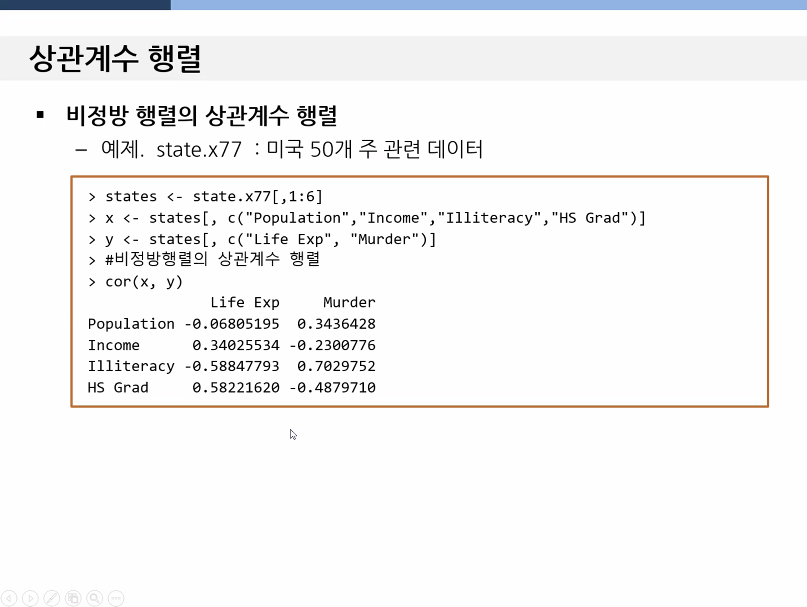 상관계수 행렬
▪ 비정방 행렬의 상관계수 행렬
– 예제. state.x77 : 미국 50개 주 관련 데이터
> states <- state.x77[,1:6]
> x <- states[, c("Population","Income","Illiteracy","HS Grad")]
> y <- states[, c("Life Exp", "Murder")]
> #비정방행렬의 상관계수 행렬
> cor(x, y)
Life Exp Murder
Population -0.06805195 0.3436428
Income 0.34025534 -0.2300776
Illiteracy -0.58847793 0.7029752
HS Grad 0.58221620 -0.4879710